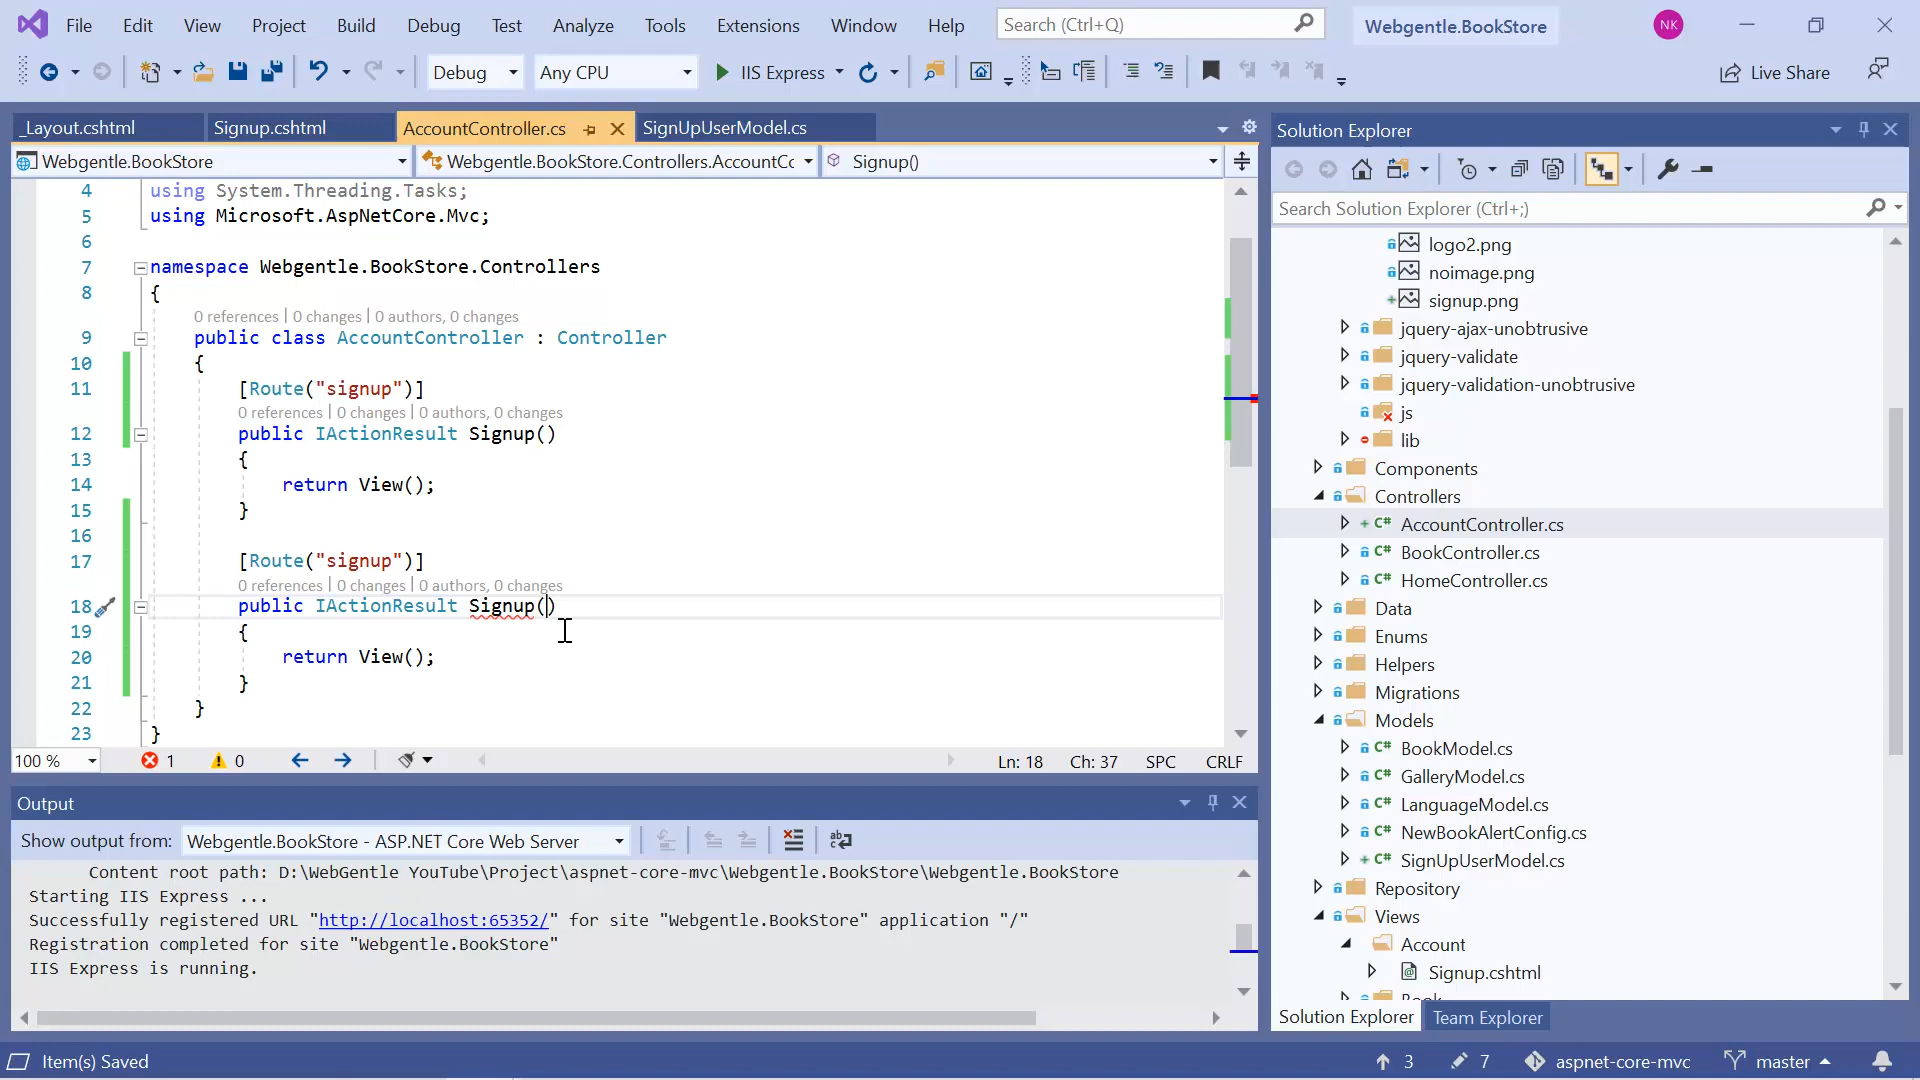 File Edit View Project Build Debug Test Analyze Tools Extensions Window Help Search (Ctrl+Q) Webgentle.BookStore NK
Debug Any CPU IIS Express Live Share
_Layout.cshtml Signup.cshtml AccountController.cs SignUpUserModel.cs
Webgentle.BookStore Webgentle.BookStore.Controllers.AccountCo Signup()
4 using System.Threading.Tasks;
5 using Microsoft.AspNetCore.Mvc;
6
7 namespace Webgentle.BookStore.Controllers
8 {
0 references | 0 changes | 0 authors, 0 changes
9 public class AccountController : Controller
10 {
11 [Route("signup")]
0 references | 0 changes | 0 authors, 0 changes
12 public IActionResult Signup()
13 {
14 return View();
15 }
16
17 [Route("signup")]
0 references | 0 changes | 0 authors, 0 changes
18 public IActionResult Signup()
19 {
20 return View();
21 }
22 }
23 }
100 % 1 0 Ln: 18 Ch: 37 SPC CRLF
Output
Show output from: Webgentle.BookStore - ASP.NET Core Web Server
Content root path: D:\WebGentle YouTube\Project\aspnet-core-mvc\Webgentle.BookStore\Webgentle.BookStore
Starting IIS Express ...
Successfully registered URL "http://localhost:65352/" for site "Webgentle.BookStore" application "/"
Registration completed for site "Webgentle.BookStore"
IIS Express is running.
Solution Explorer
Search Solution Explorer (Ctrl+;)
logo2.png
noimage.png
signup.png
jquery-ajax-unobtrusive
jquery-validate
jquery-validation-unobtrusive
js
lib
Components
Controllers
C# AccountController.cs
C# BookController.cs
C# HomeController.cs
Data
Enums
Helpers
Migrations
Models
C# BookModel.cs
C# GalleryModel.cs
C# LanguageModel.cs
C# NewBookAlertConfig.cs
C# SignUpUserModel.cs
Repository
Views
Account
Signup.cshtml
Book
Solution Explorer Team Explorer
Item(s) Saved 3 7 aspnet-core-mvc master